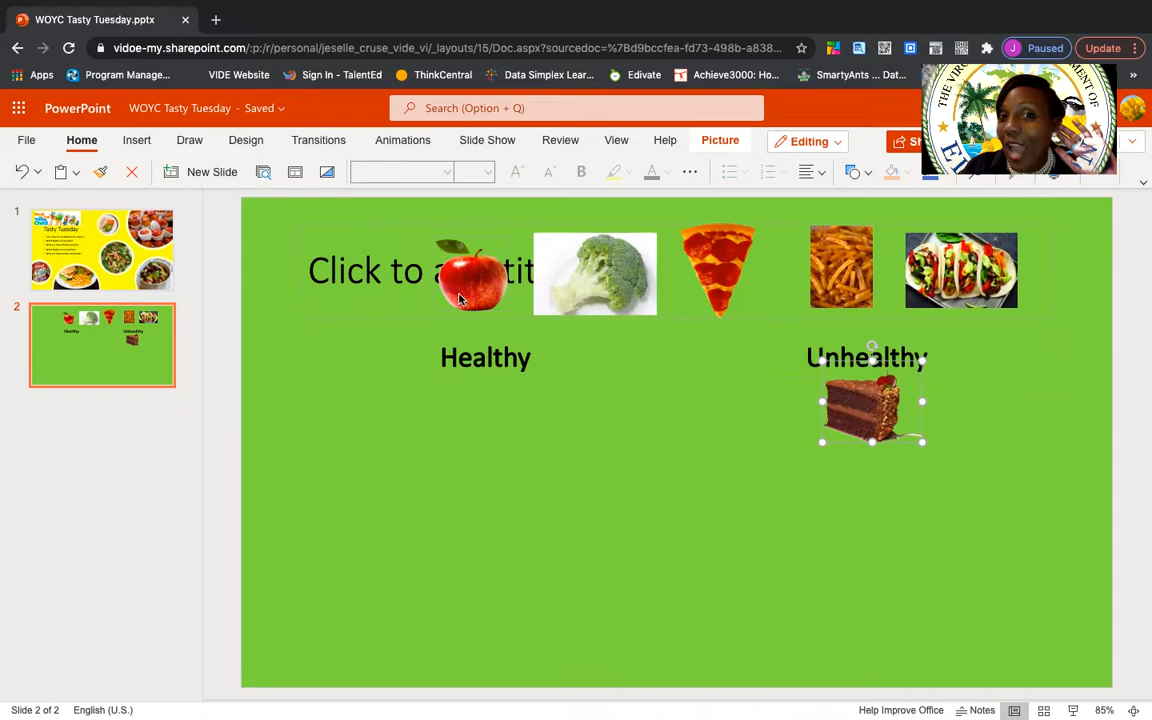 WOYC Tasty Tuesday.pptx
vidoe-my.sharepoint.com/:p:/r/personal/jeselle_cruse_vide_vi/_layouts/15/Doc.aspx?sourcedoc=%7Bd9bccfea-fd73-498b-a838...
J Paused Update
Apps Program Manage... VIDE Website Sign In - TalentEd ThinkCentral Data Simplex Lear... Edivate Achieve3000: Ho... SmartyAnts ... Dat... »
PowerPoint WOYC Tasty Tuesday - Saved Search (Option + Q)
File Home Insert Draw Design Transitions Animations Slide Show Review View Help Picture Editing
New Slide
1
Tasty Tuesday
2
Healthy Unhealthy
Click to
Healthy Unhealthy
Slide 2 of 2 English (U.S.) Help Improve Office Notes 85%